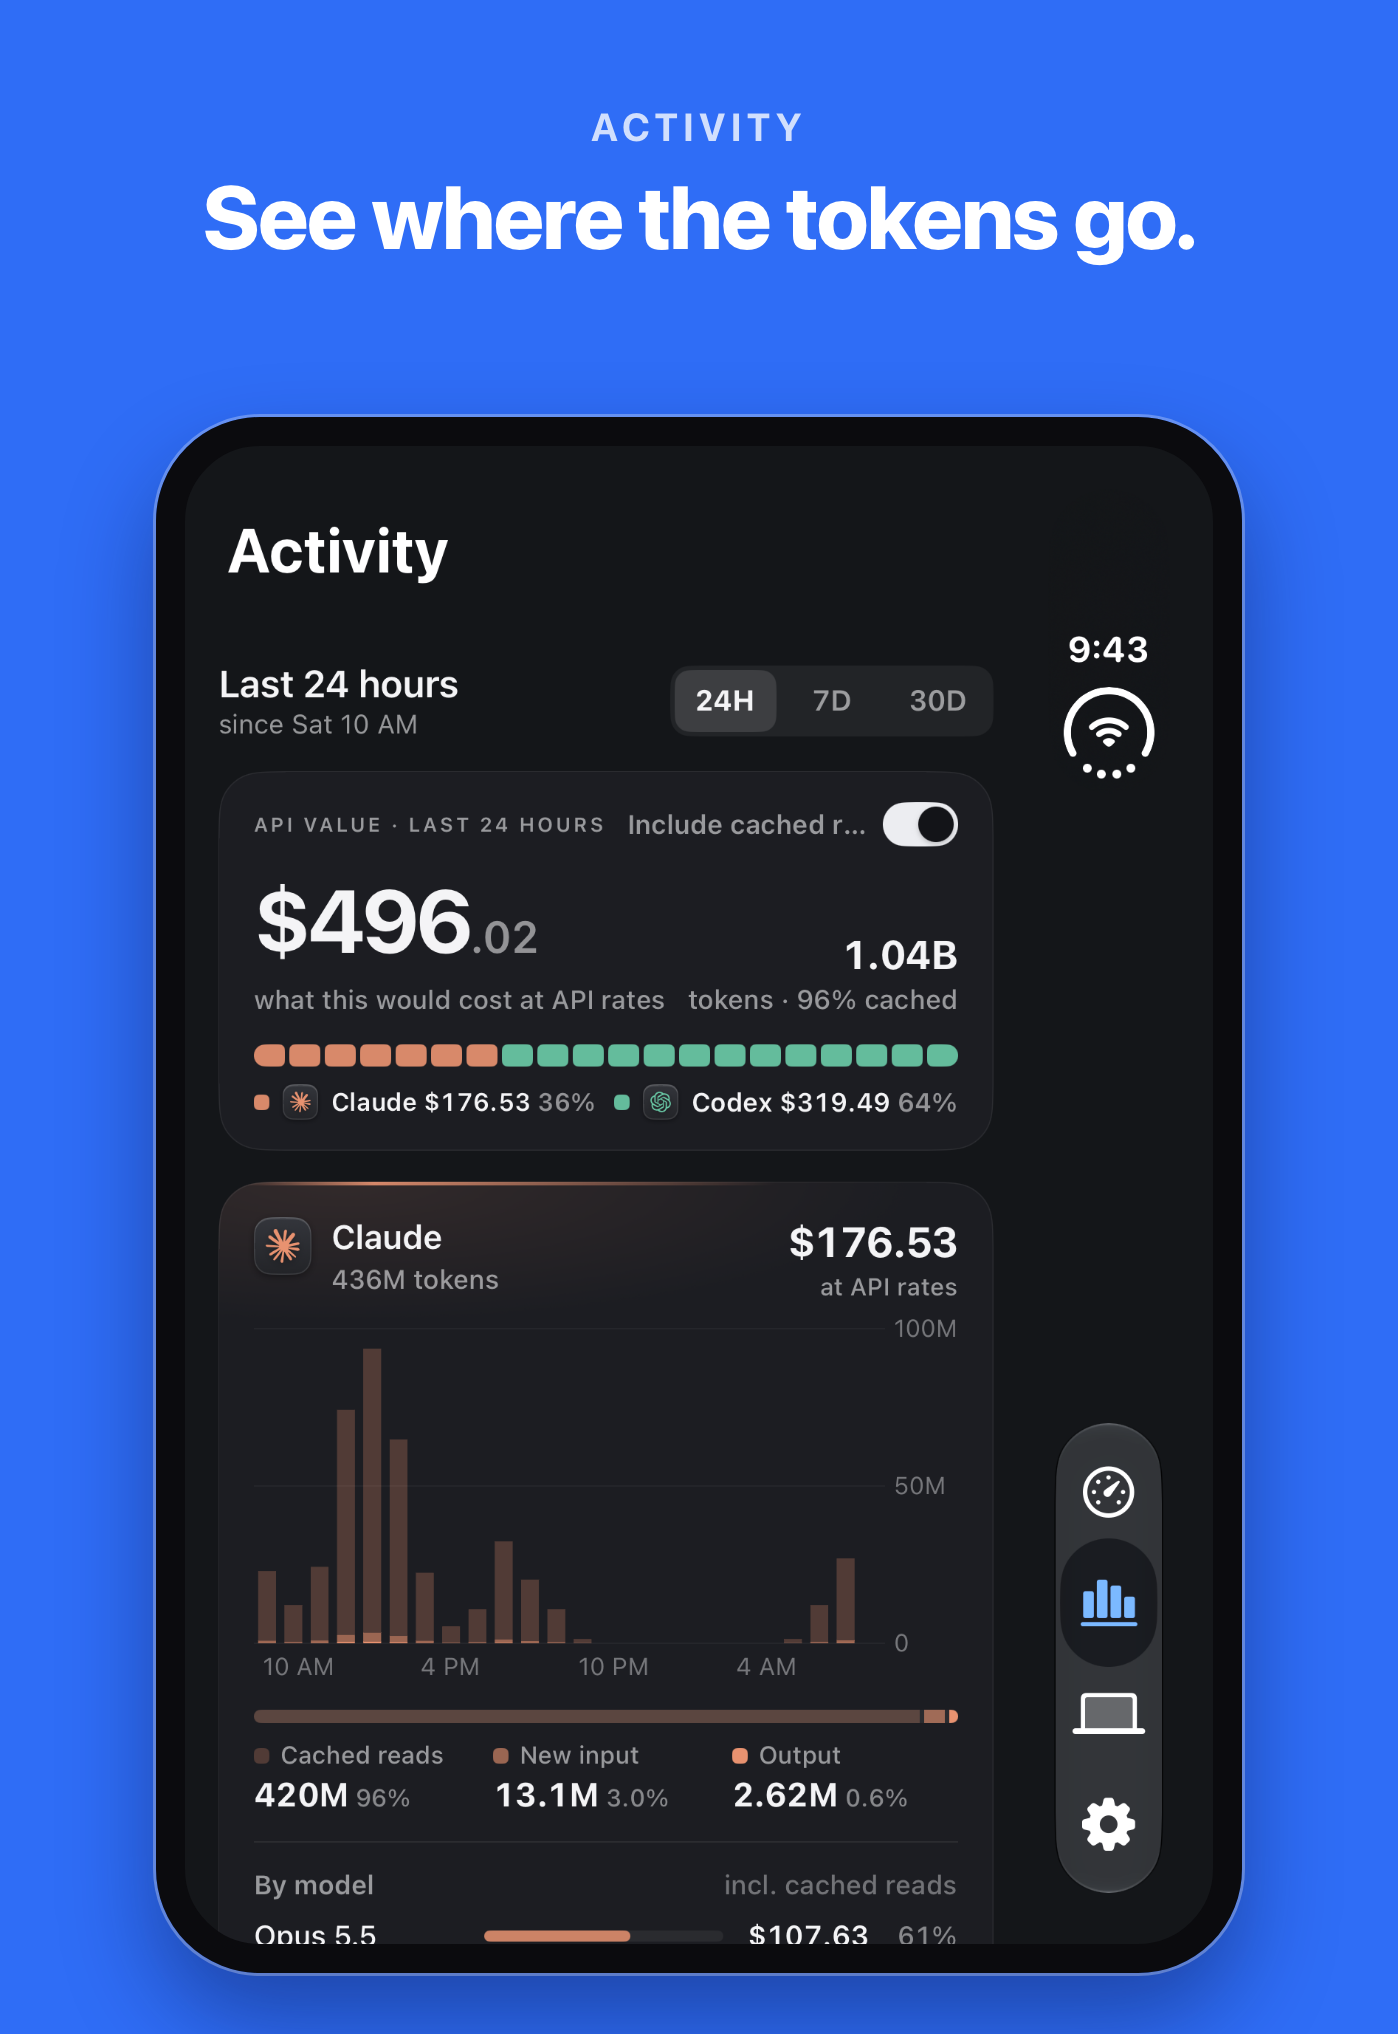 ACTIVITY
See where the tokens go.
Activity
9:43
Last 24 hours
since Sat 10 AM
24H 7D 30D
API VALUE · LAST 24 HOURS Include cached r...
$496.02
1.04B
what this would cost at API rates tokens · 96% cached
Claude $176.53 36% Codex $319.49 64%
Claude $176.53
436M tokens at API rates
100M
50M
0
10 AM 4 PM 10 PM 4 AM
Cached reads New input Output
420M 96% 13.1M 3.0% 2.62M 0.6%
By model incl. cached reads
Opus 5.5 $107.63 61%